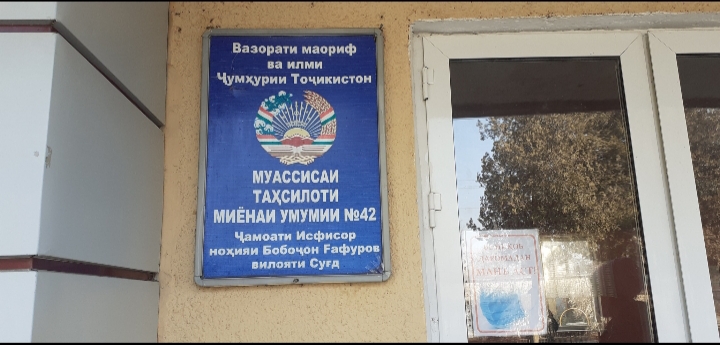 Вазорати маориф
ва илми
Ҷумҳурии Тоҷикистон
МУАССИСАИ
ТАҲСИЛОТИ
МИЁНАИ УМУМИИ №42
Ҷамоати Исфисор
ноҳияи Бобоҷон Ғафуров
вилояти Суғд